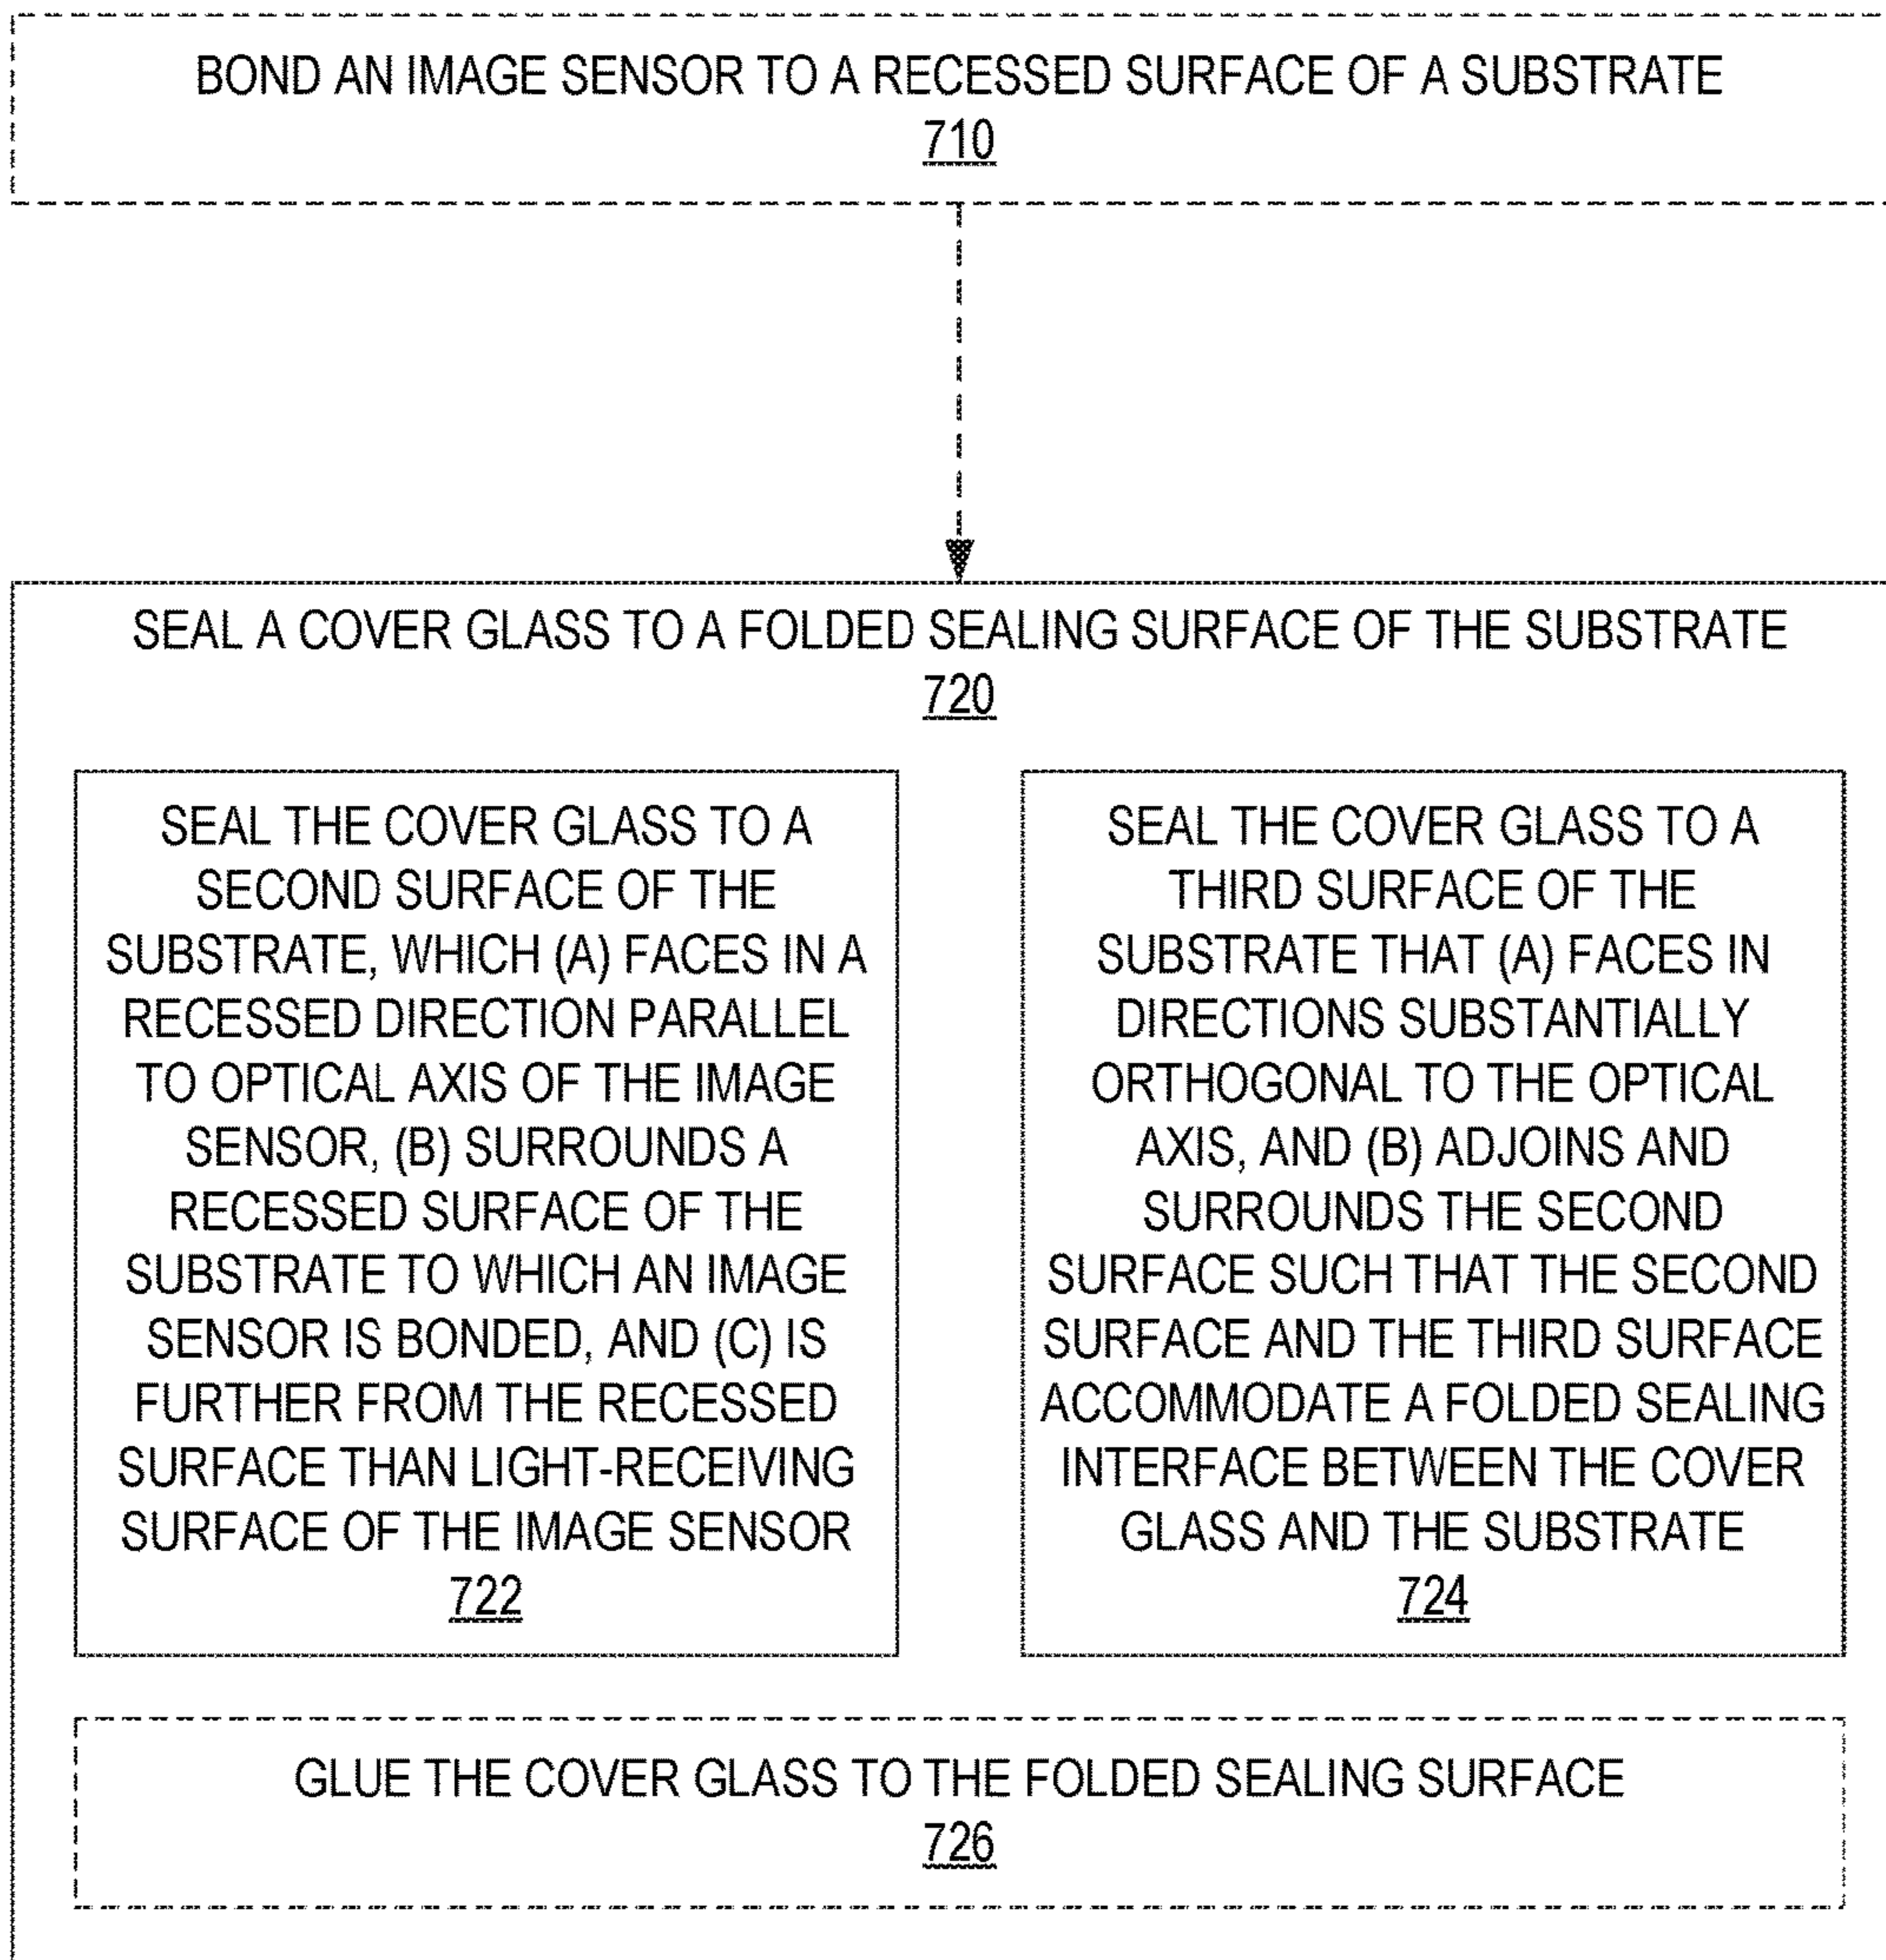 BOND AN IMAGE SENSOR TO A RECESSED SURFACE OF A SUBSTRATE
710
SEAL A COVER GLASS TO A FOLDED SEALING SURFACE OF THE SUBSTRATE
720
SEAL THE COVER GLASS TO A
SECOND SURFACE OF THE
SUBSTRATE, WHICH (A) FACES IN A
RECESSED DIRECTION PARALLEL
TO OPTICAL AXIS OF THE IMAGE
SENSOR, (B) SURROUNDS A
RECESSED SURFACE OF THE
SUBSTRATE TO WHICH AN IMAGE
SENSOR IS BONDED, AND (C) IS
FURTHER FROM THE RECESSED
SURFACE THAN LIGHT-RECEIVING
SURFACE OF THE IMAGE SENSOR
722
SEAL THE COVER GLASS TO A
THIRD SURFACE OF THE
SUBSTRATE THAT (A) FACES IN
DIRECTIONS SUBSTANTIALLY
ORTHOGONAL TO THE OPTICAL
AXIS, AND (B) ADJOINS AND
SURROUNDS THE SECOND
SURFACE SUCH THAT THE SECOND
SURFACE AND THE THIRD SURFACE
ACCOMMODATE A FOLDED SEALING
INTERFACE BETWEEN THE COVER
GLASS AND THE SUBSTRATE
724
GLUE THE COVER GLASS TO THE FOLDED SEALING SURFACE
726